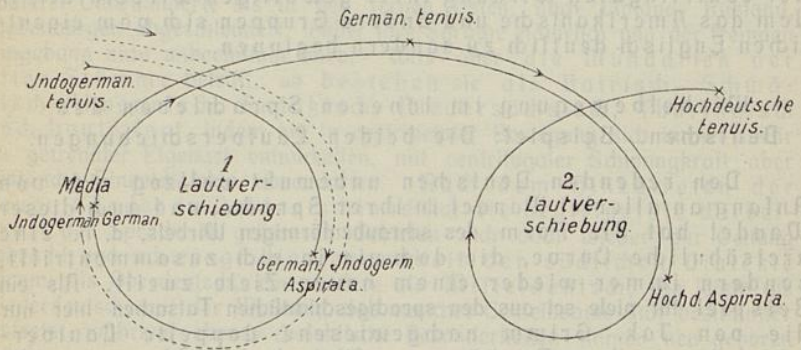 German. tenuis.
Jndogerman.
tenuis.
Hochdeutsche
tenuis.
Media
Jndogerman German
1.
Lautver-
schiebung.
2.
Lautver-
schiebung
German. Jndogerm.
Aspirata.
Hochd. Aspirata.